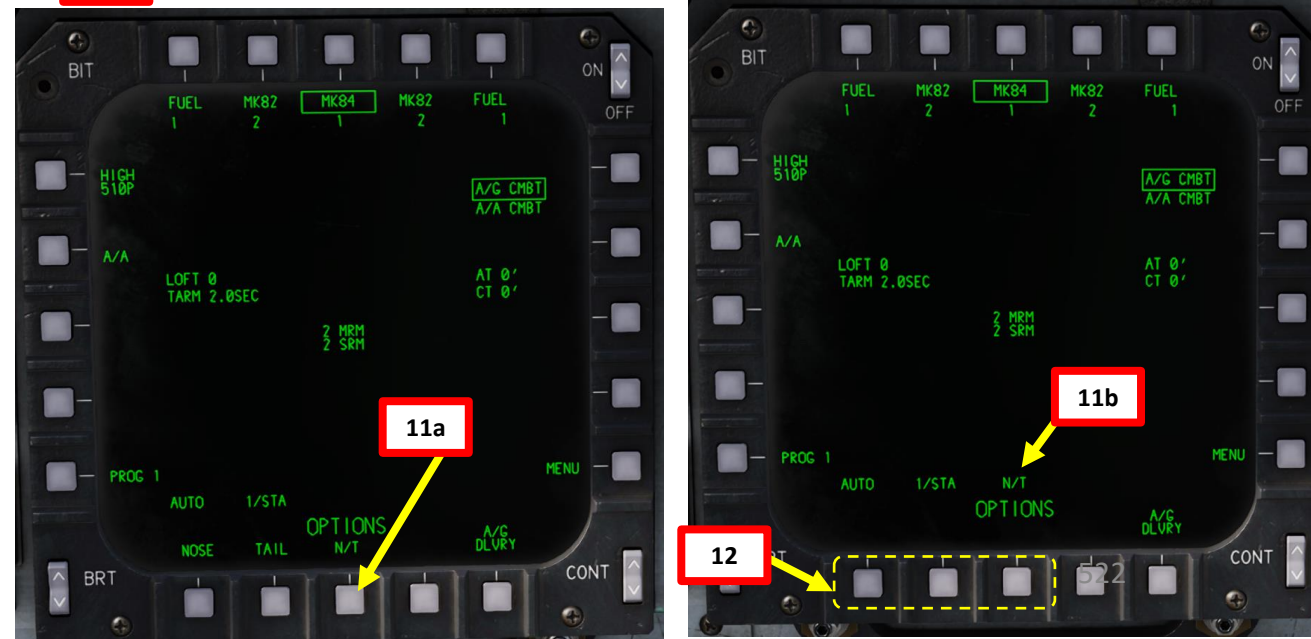 BIT
ON
OFF
FUEL MK82 MK84 MK82 FUEL
1 2 1 2 1
HIGH
510P
A/G CMBT
A/A CMBT
A/A
LOFT 0
TARM 2.0SEC
AT 0'
CT 0'
2 MRM
2 SRM
11a
PROG 1
MENU
AUTO 1/STA
OPTIONS
NOSE TAIL N/T
A/G
DLVRY
BRT
CONT
BIT
ON
OFF
FUEL MK82 MK84 MK82 FUEL
1 2 1 2 1
HIGH
510P
A/G CMBT
A/A CMBT
A/A
LOFT 0
TARM 2.0SEC
AT 0'
CT 0'
2 MRM
2 SRM
11b
PROG 1
MENU
AUTO 1/STA N/T
OPTIONS
A/G
DLVRY
12
CONT
522